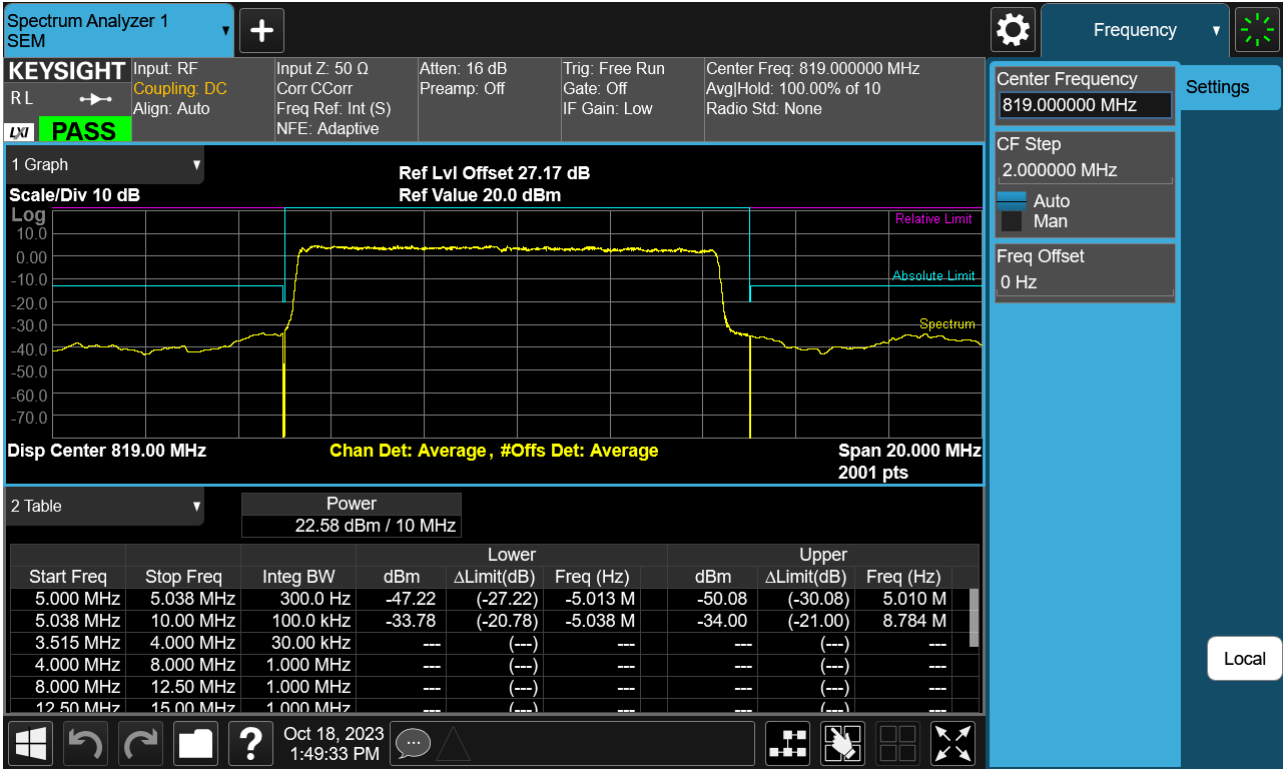 Spectrum Analyzer 1
SEM
Frequency
KEYSIGHT
R L
LXI
PASS
Input: RF
Coupling: DC
Align: Auto
Input Z: 50 Ω
Corr CCorr
Freq Ref: Int (S)
NFE: Adaptive
Atten: 16 dB
Preamp: Off
Trig: Free Run
Gate: Off
IF Gain: Low
Center Freq: 819.000000 MHz
Avg|Hold: 100.00% of 10
Radio Std: None
Center Frequency
819.000000 MHz
Settings
CF Step
2.000000 MHz
Auto
Man
Freq Offset
0 Hz
1 Graph
Scale/Div 10 dB
Ref Lvl Offset 27.17 dB
Ref Value 20.0 dBm
Log
10.0
0.00
-10.0
-20.0
-30.0
-40.0
-50.0
-60.0
-70.0
Relative Limit
Absolute Limit
Spectrum
Disp Center 819.00 MHz
Chan Det: Average , #Offs Det: Average
Span 20.000 MHz
2001 pts
2 Table
Power
22.58 dBm / 10 MHz
Lower Upper
Start Freq Stop Freq Integ BW dBm ΔLimit(dB) Freq (Hz) dBm ΔLimit(dB) Freq (Hz)
5.000 MHz 5.038 MHz 300.0 Hz -47.22 (-27.22) -5.013 M -50.08 (-30.08) 5.010 M
5.038 MHz 10.00 MHz 100.0 kHz -33.78 (-20.78) -5.038 M -34.00 (-21.00) 8.784 M
3.515 MHz 4.000 MHz 30.00 kHz --- (---) --- --- (---) ---
4.000 MHz 8.000 MHz 1.000 MHz --- (---) --- --- (---) ---
8.000 MHz 12.50 MHz 1.000 MHz --- (---) --- --- (---) ---
12.50 MHz 15.00 MHz 1.000 MHz --- (---) --- --- (---) ---
Local
?
Oct 18, 2023
1:49:33 PM